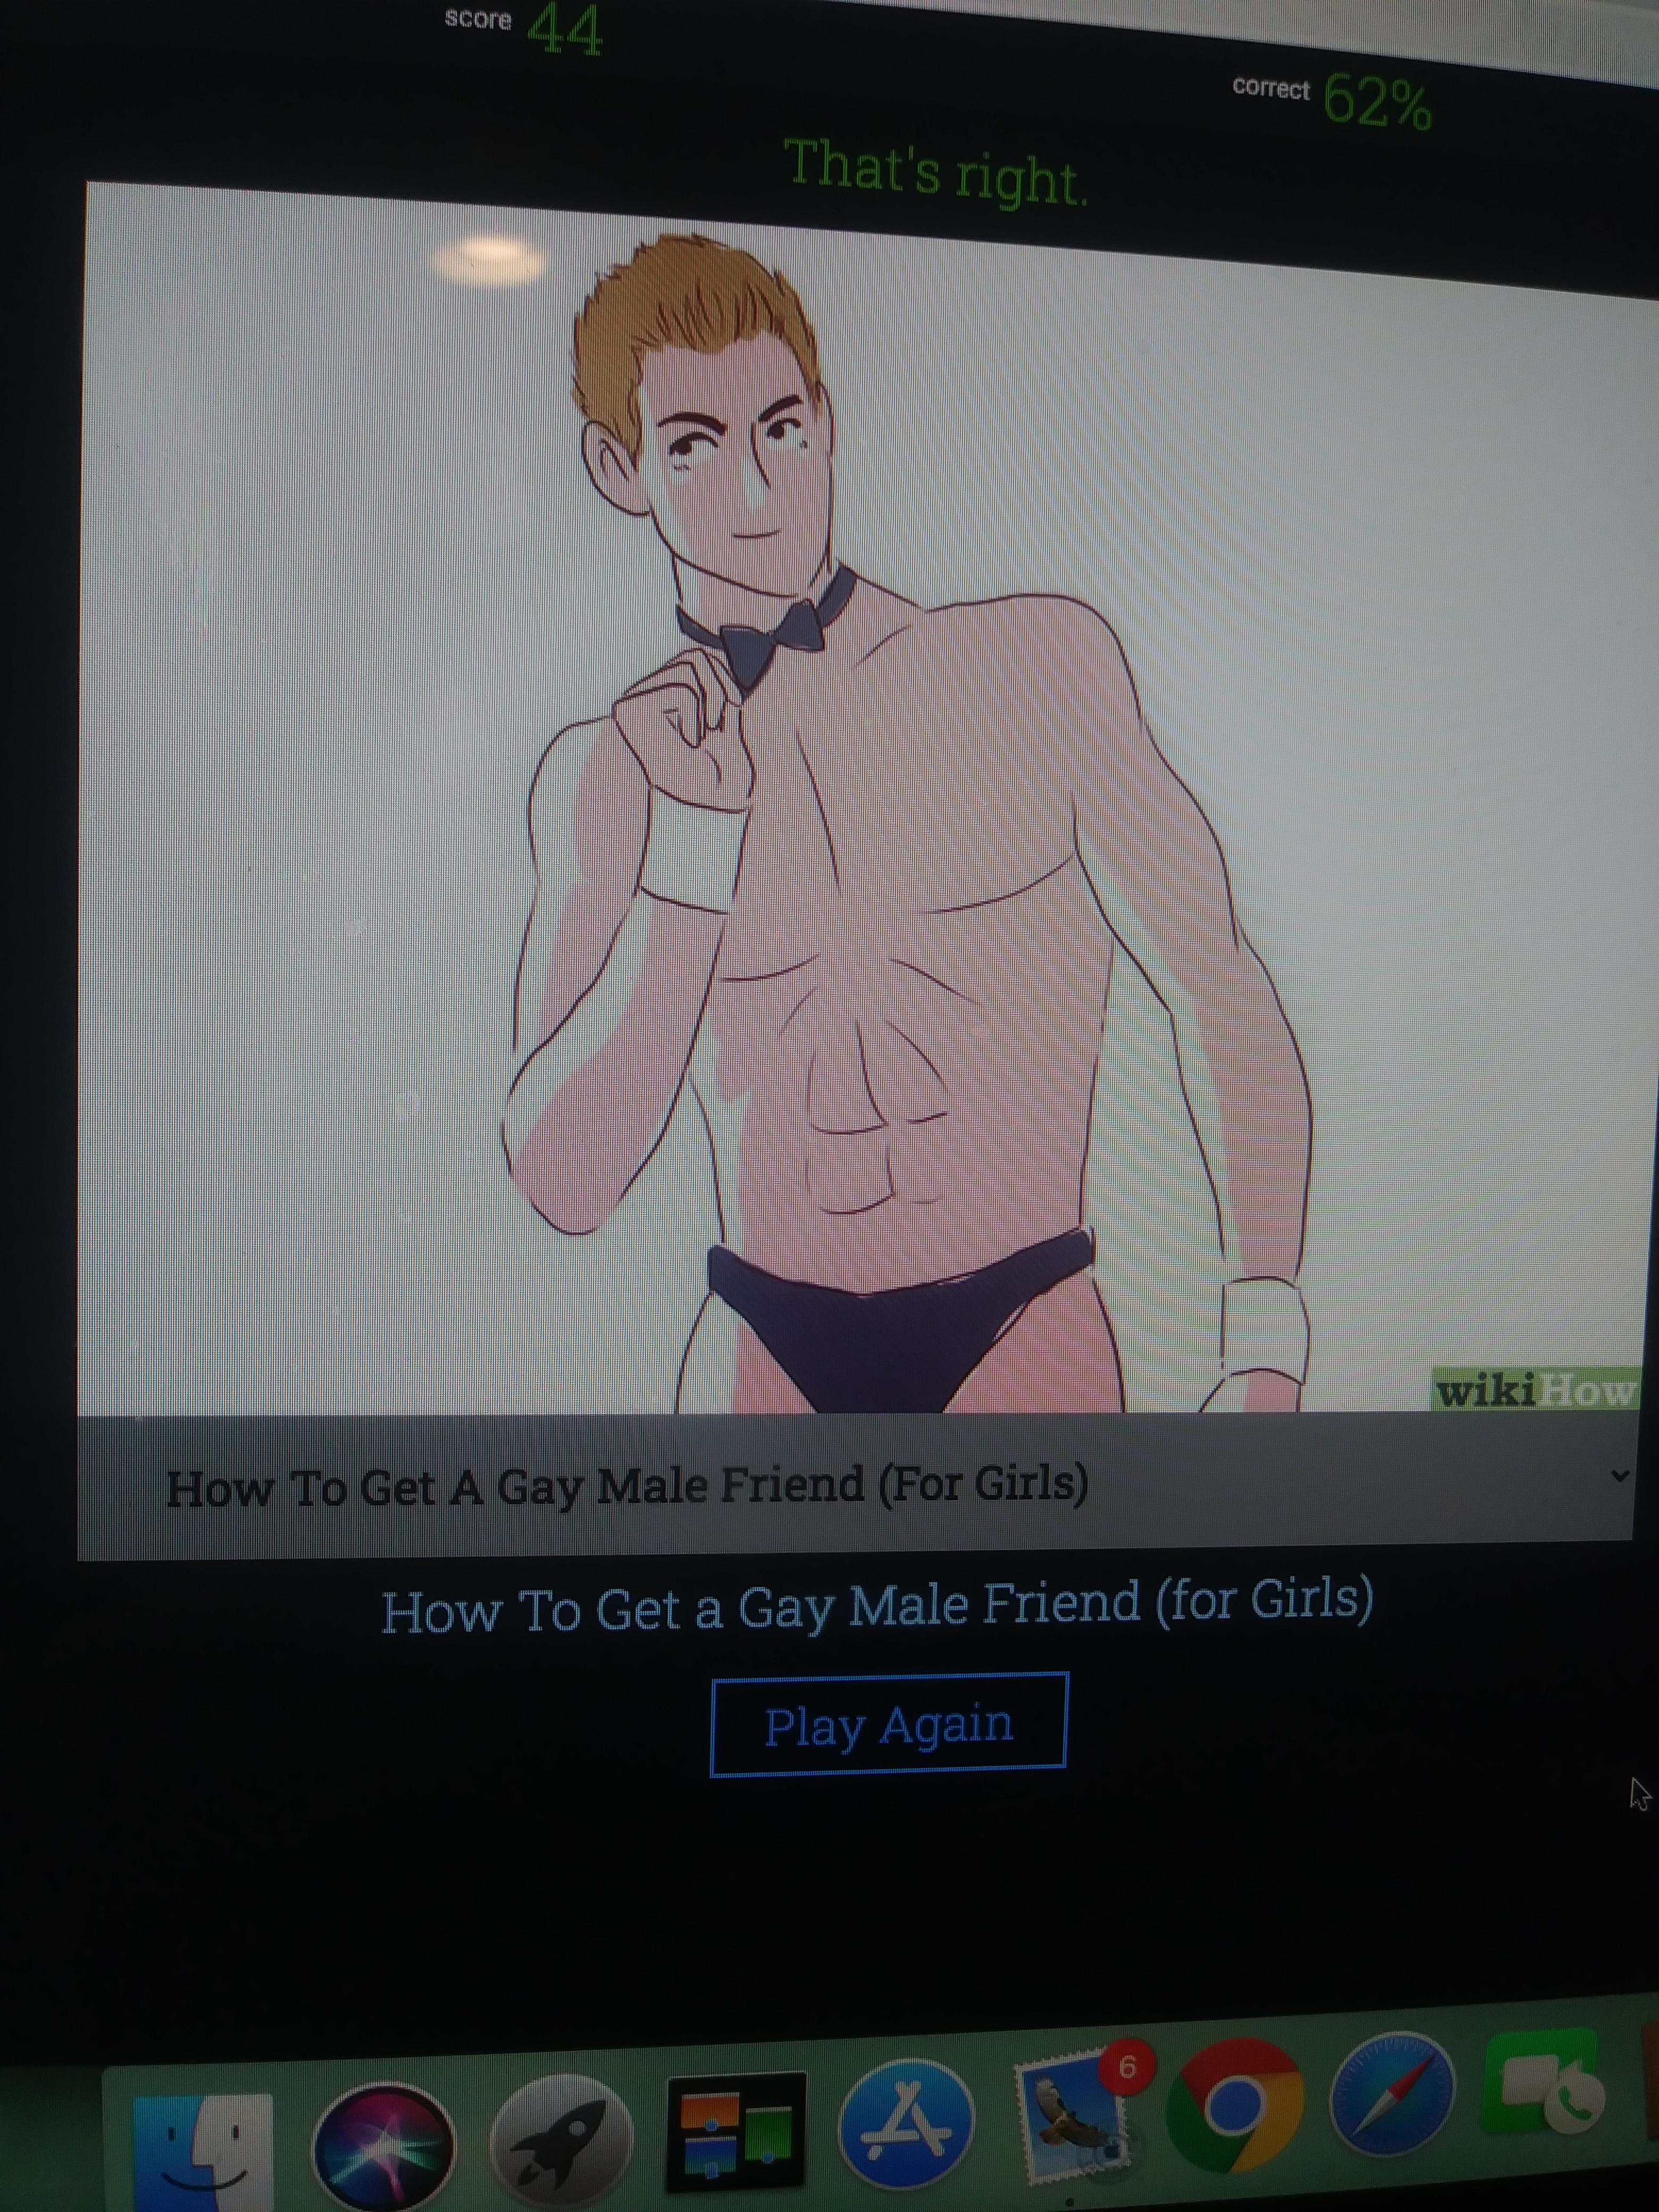 score 44
correct 62%
That's right.
wikiHow
How To Get A Gay Male Friend (For Girls)
How To Get a Gay Male Friend (for Girls)
Play Again
6